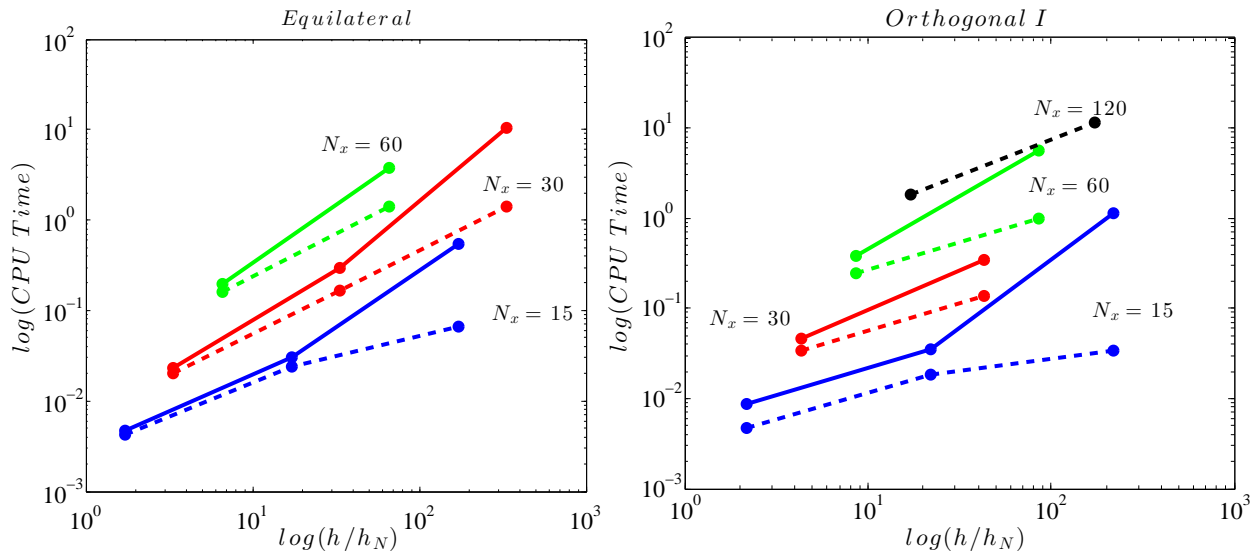 Equilateral
10^2
10^1
10^0
10^-1
10^-2
10^-3
log(CPU Time)
N_x = 60
N_x = 30
N_x = 15
10^0
10^1
10^2
10^3
log(h/h_N)
Orthogonal I
10^2
10^1
10^0
10^-1
10^-2
10^-3
log(CPU Time)
N_x = 120
N_x = 60
N_x = 30
N_x = 15
10^0
10^1
10^2
10^3
log(h/h_N)